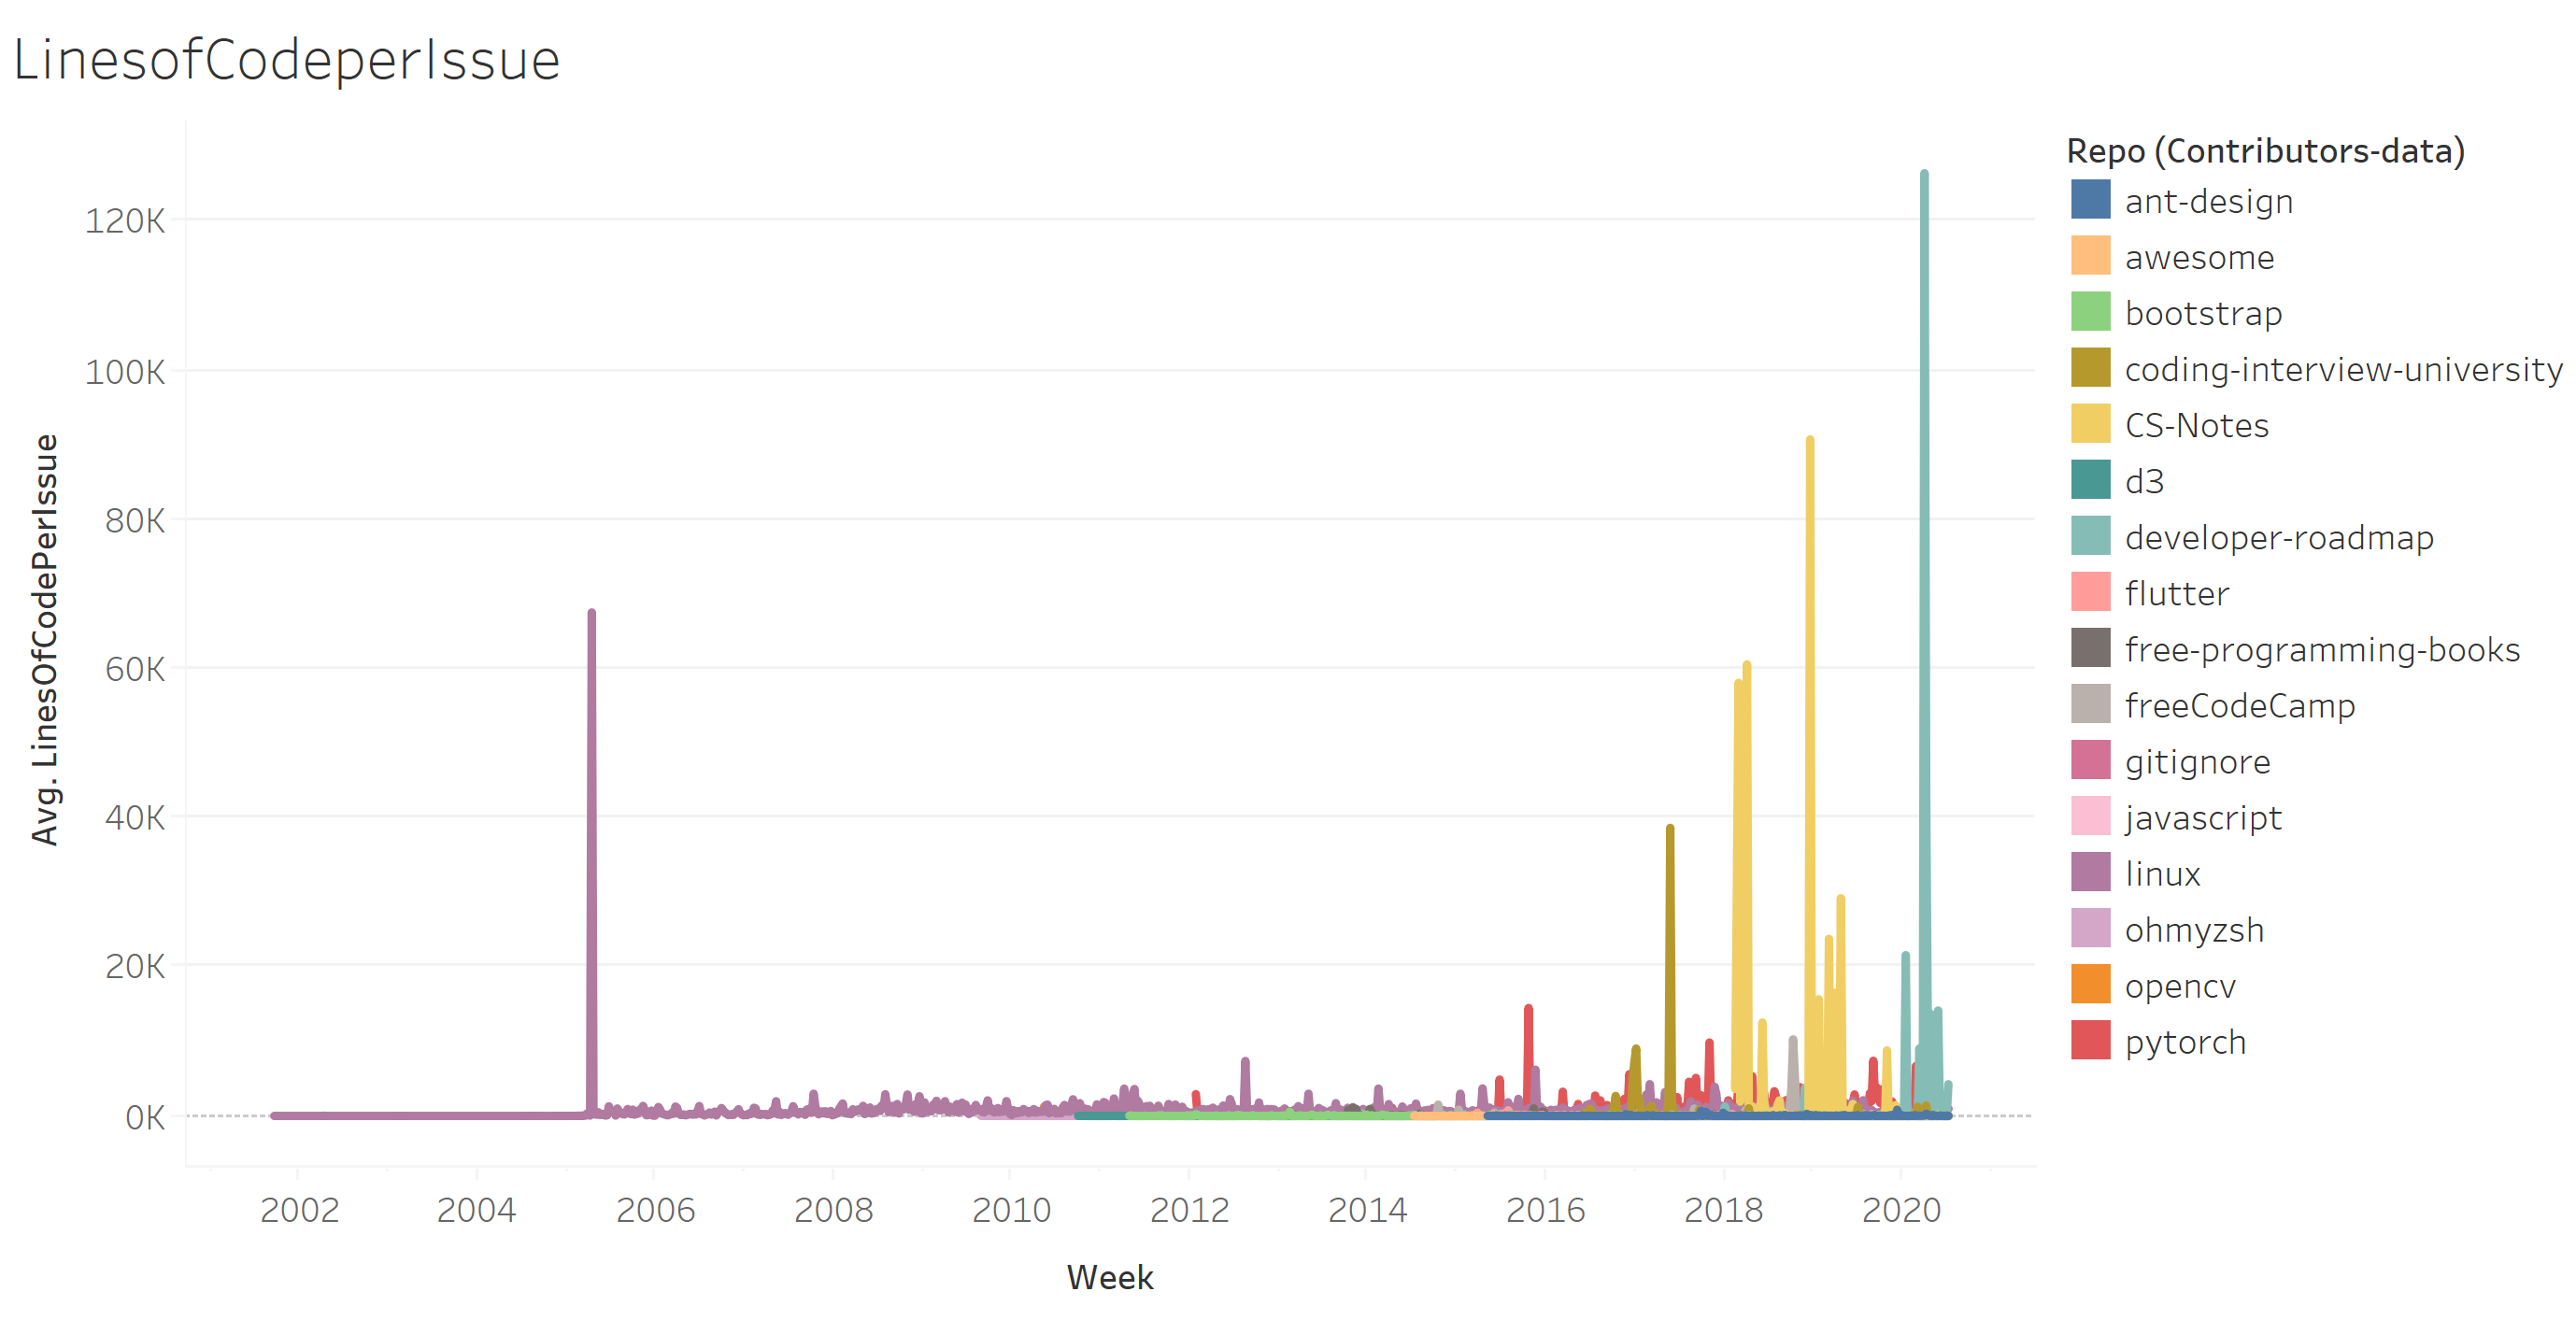 LinesofCodeperIssue
Avg. LinesOfCodePerIssue
120K
100K
80K
60K
40K
20K
0K
2002 2004 2006 2008 2010 2012 2014 2016 2018 2020
Week
Repo (Contributors-data)
ant-design
awesome
bootstrap
coding-interview-university
CS-Notes
d3
developer-roadmap
flutter
free-programming-books
freeCodeCamp
gitignore
javascript
linux
ohmyzsh
opencv
pytorch